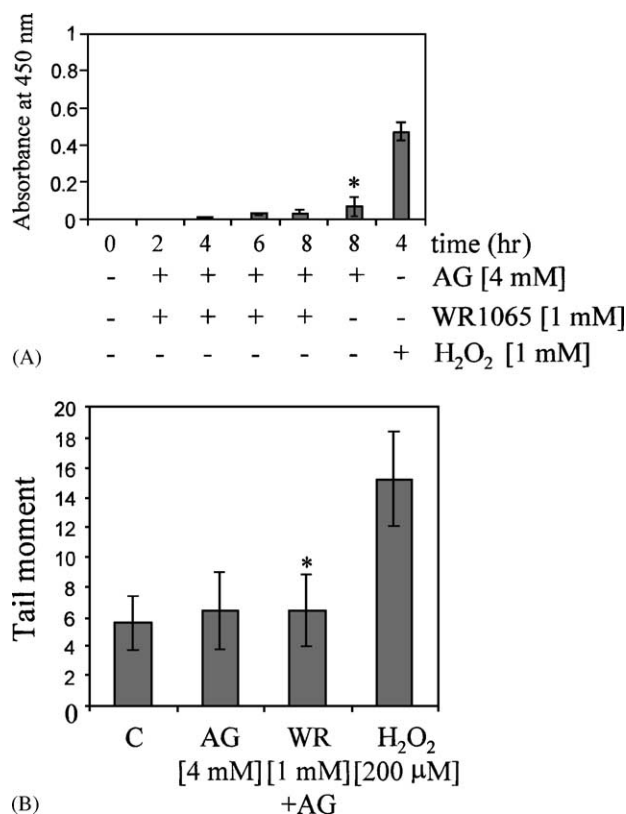 Absorbance at 450 nm
1
0.8
0.6
0.4
0.2
0
*
0 2 4 6 8 8 4 time (hr)
- + + + + + - AG [4 mM]
- + + + + - - WR1065 [1 mM]
- - - - - - + H₂O₂ [1 mM]
(A)
Tail moment
20
18
16
14
12
10
8
6
4
2
0
*
C AG WR H₂O₂
[4 mM] [1 mM] [200 μM]
+AG
(B)